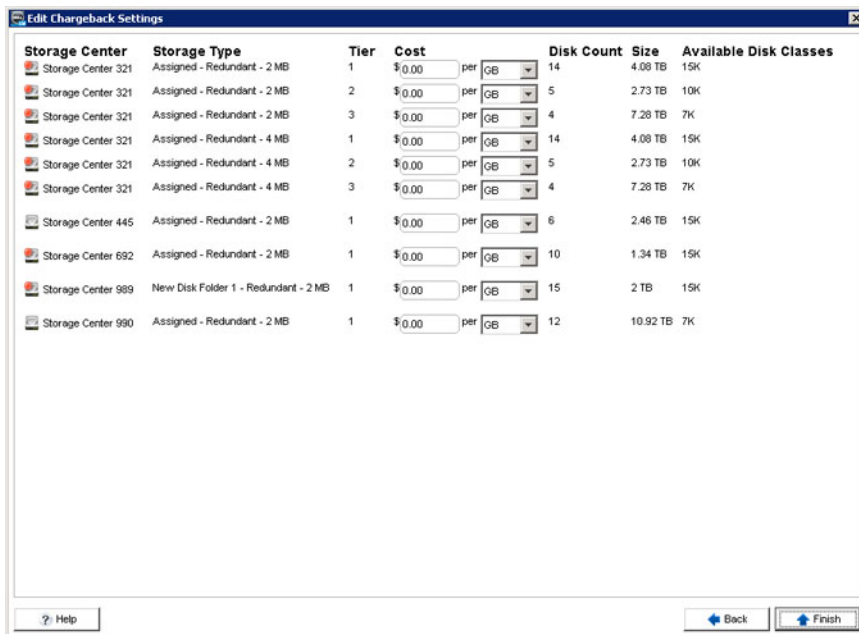 Edit Chargeback Settings
Storage Center Storage Type Tier Cost Disk Count Size Available Disk Classes
Storage Center 321 Assigned - Redundant - 2 MB 1 $0.00 per GB 14 4.08 TB 15K
Storage Center 321 Assigned - Redundant - 2 MB 2 $0.00 per GB 5 2.73 TB 10K
Storage Center 321 Assigned - Redundant - 2 MB 3 $0.00 per GB 4 7.28 TB 7K
Storage Center 321 Assigned - Redundant - 4 MB 1 $0.00 per GB 14 4.08 TB 15K
Storage Center 321 Assigned - Redundant - 4 MB 2 $0.00 per GB 5 2.73 TB 10K
Storage Center 321 Assigned - Redundant - 4 MB 3 $0.00 per GB 4 7.28 TB 7K
Storage Center 445 Assigned - Redundant - 2 MB 1 $0.00 per GB 6 2.46 TB 15K
Storage Center 692 Assigned - Redundant - 2 MB 1 $0.00 per GB 10 1.34 TB 15K
Storage Center 989 New Disk Folder 1 - Redundant - 2 MB 1 $0.00 per GB 15 2 TB 15K
Storage Center 990 Assigned - Redundant - 2 MB 1 $0.00 per GB 12 10.92 TB 7K
? Help Back Finish